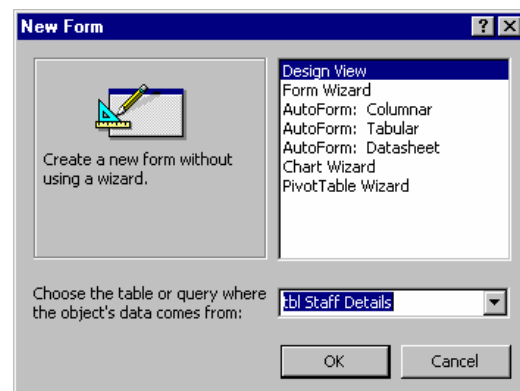 New Form
Create a new form without
using a wizard.
Design View
Form Wizard
AutoForm: Columnar
AutoForm: Tabular
AutoForm: Datasheet
Chart Wizard
PivotTable Wizard
Choose the table or query where
the object's data comes from:
tbl Staff Details
OK
Cancel